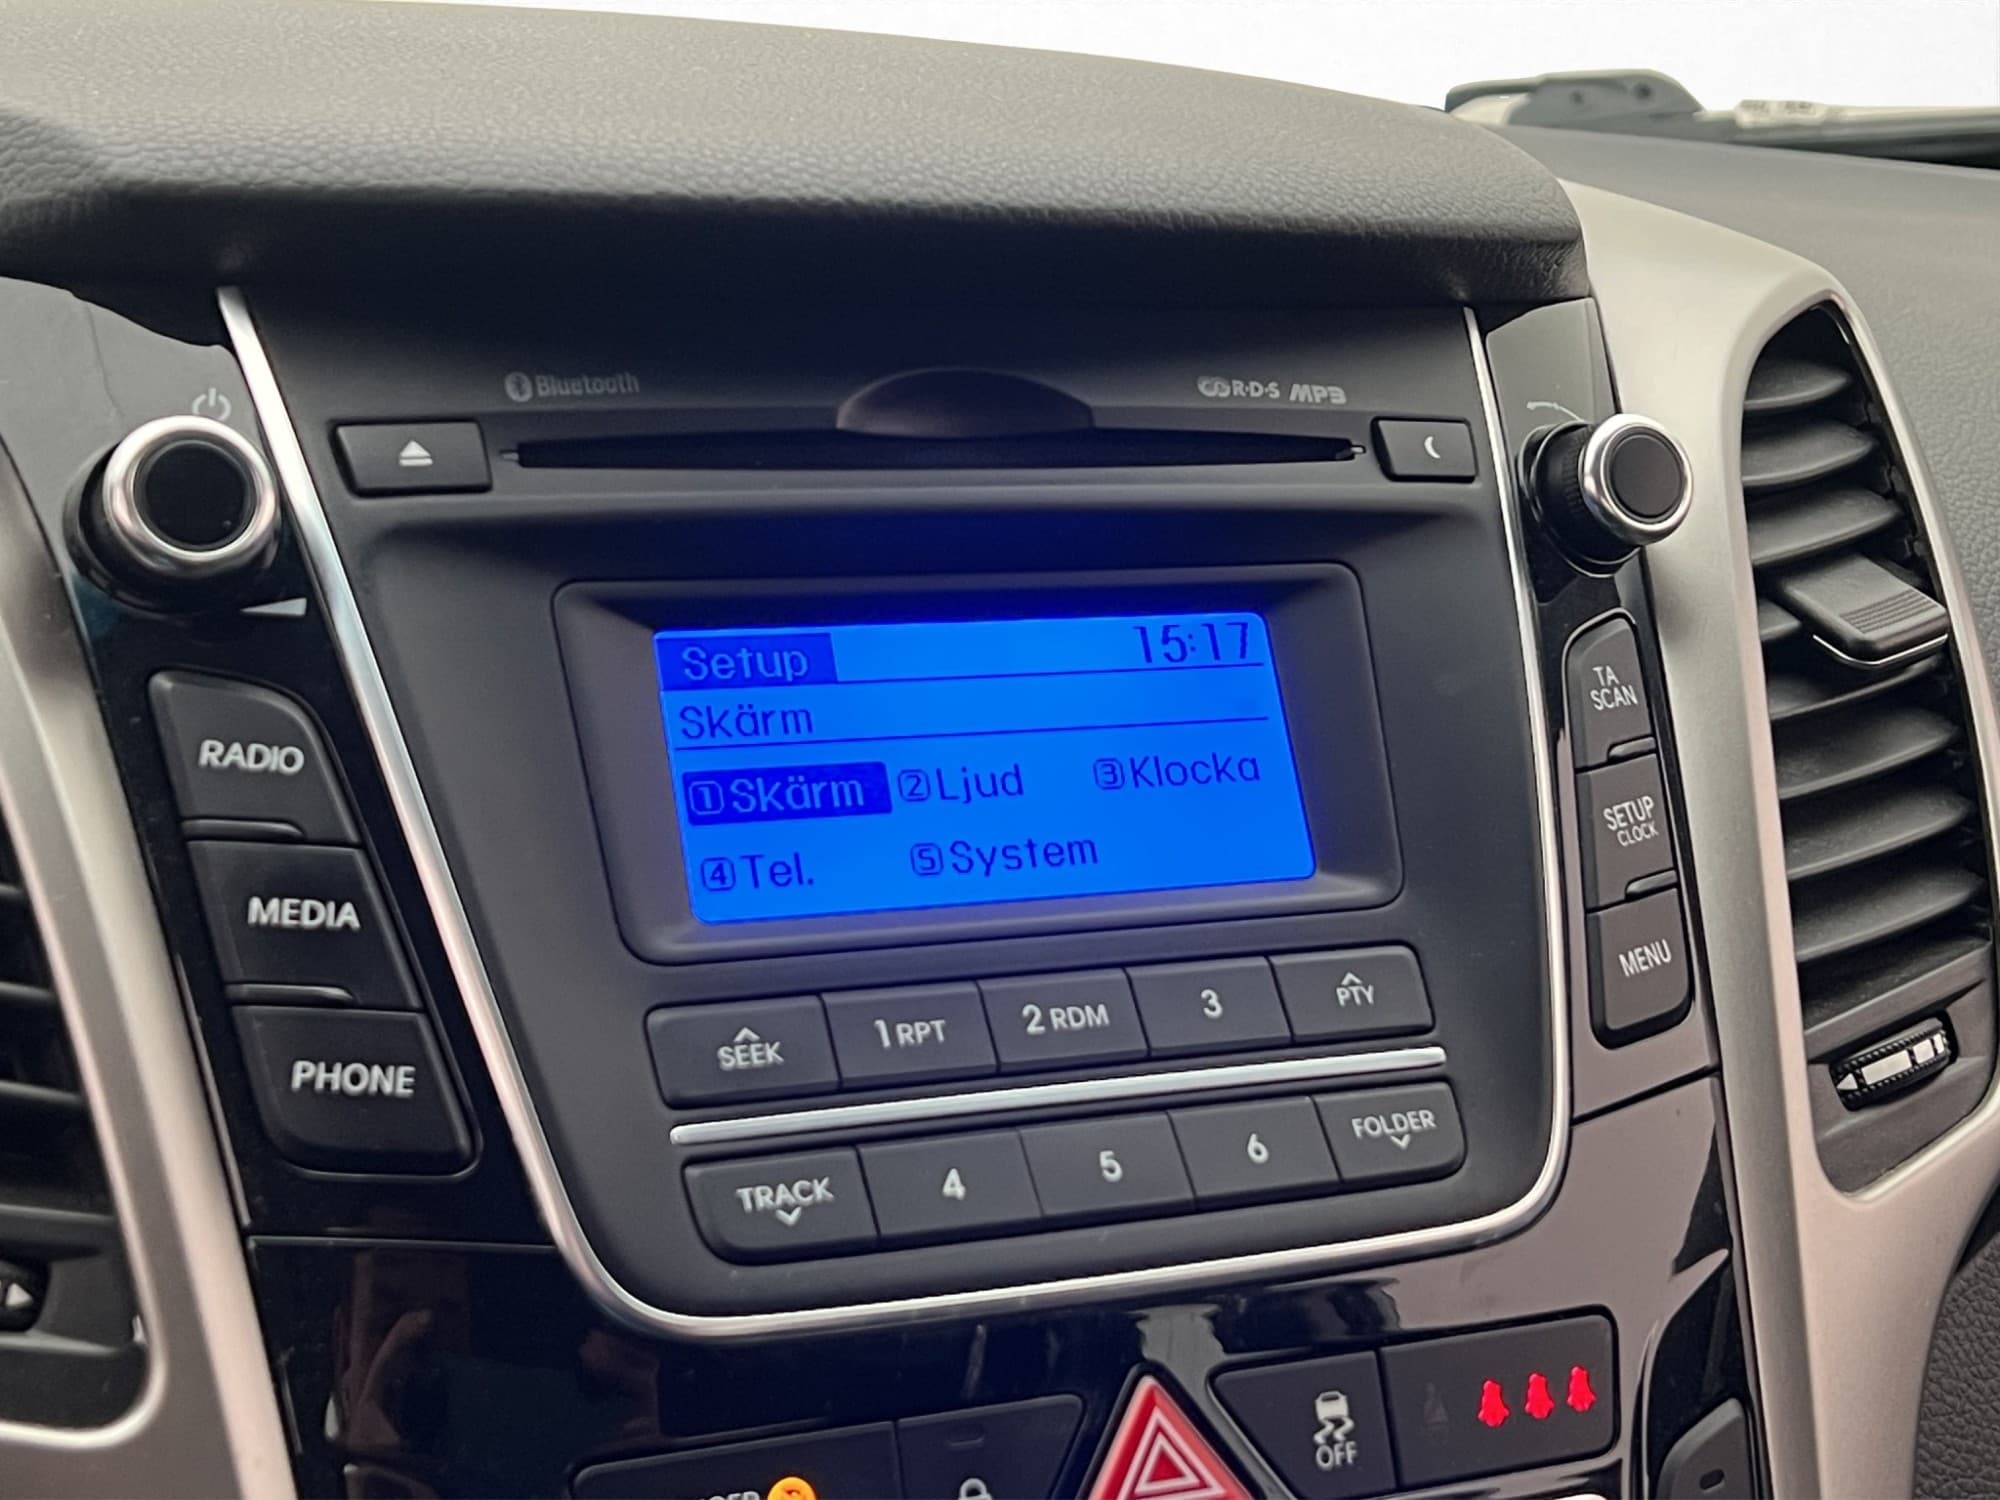 Bluetooth
R·D·S MP3
Setup 15:17
Skärm
1 Skärm 2 Ljud 3 Klocka
4 Tel. 5 System
RADIO
MEDIA
PHONE
TA
SCAN
SETUP
CLOCK
MENU
SEEK 1 RPT 2 RDM 3 PTY
TRACK 4 5 6 FOLDER
OFF